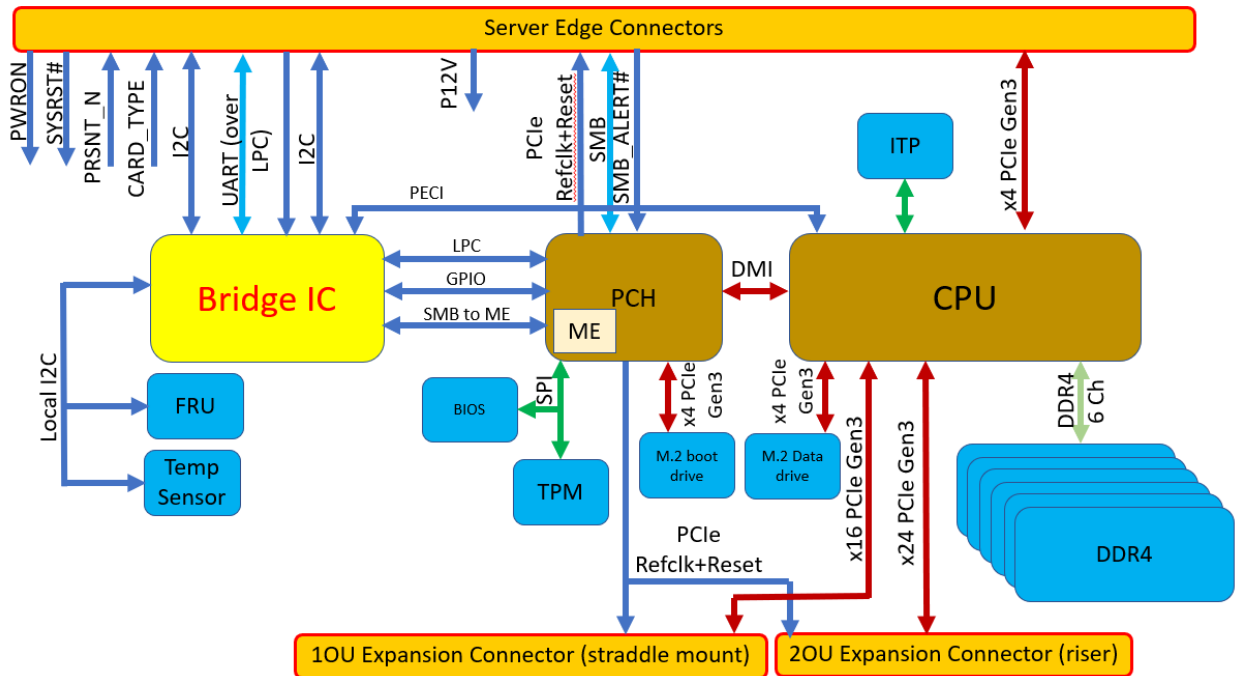 Server Edge Connectors
PWRON
SYSRST#
PRSNT_N
CARD_TYPE
I2C
UART (over
LPC)
I2C
P12V
PCIe
Refclk+Reset
SMB
SMB_ALERT#
x4 PCIe Gen3
ITP
PECI
Bridge IC
LPC
GPIO
SMB to ME
PCH
ME
DMI
CPU
Local I2C
FRU
Temp
Sensor
BIOS
SPI
TPM
x4 PCIe
Gen3
M.2 boot
drive
x4 PCIe
Gen3
M.2 Data
drive
x16 PCIe Gen3
x24 PCIe Gen3
DDR4
6 Ch
DDR4
PCIe
Refclk+Reset
1OU Expansion Connector (straddle mount)
2OU Expansion Connector (riser)